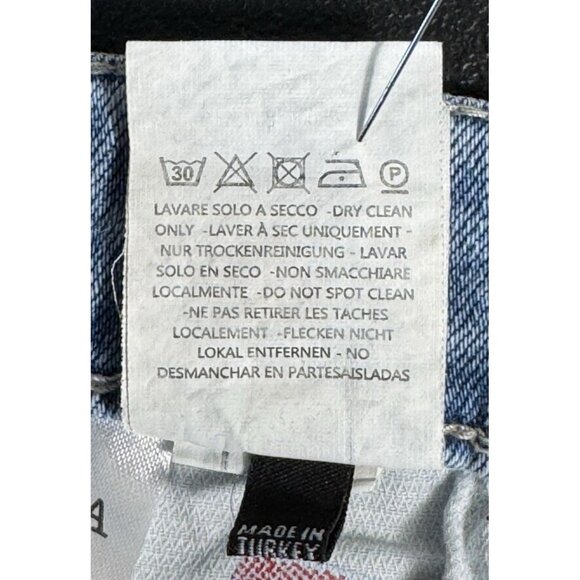 30 P
LAVARE SOLO A SECCO -DRY CLEAN
ONLY -LAVER À SEC UNIQUEMENT -
NUR TROCKENREINIGUNG -LAVAR
SOLO EN SECO -NON SMACCHIARE
LOCALMENTE -DO NOT SPOT CLEAN
-NE PAS RETIRER LES TACHES
LOCALEMENT -FLECKEN NICHT
LOKAL ENTFERNEN -NO
DESMANCHAR EN PARTESAISLADAS
MADE IN
TURKEY
A